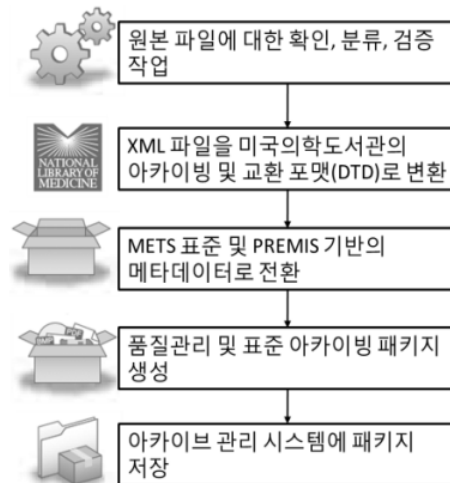 원본 파일에 대한 확인, 분류, 검증
작업
NATIONAL
LIBRARY OF
MEDICINE
XML 파일을 미국의학도서관의
아카이빙 및 교환 포맷(DTD)로 변환
METS 표준 및 PREMIS 기반의
메타데이터로 전환
품질관리 및 표준 아카이빙 패키지
생성
아카이브 관리 시스템에 패키지
저장